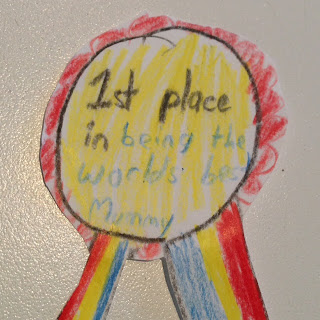 1st place
in being the
worlds best
Mummy